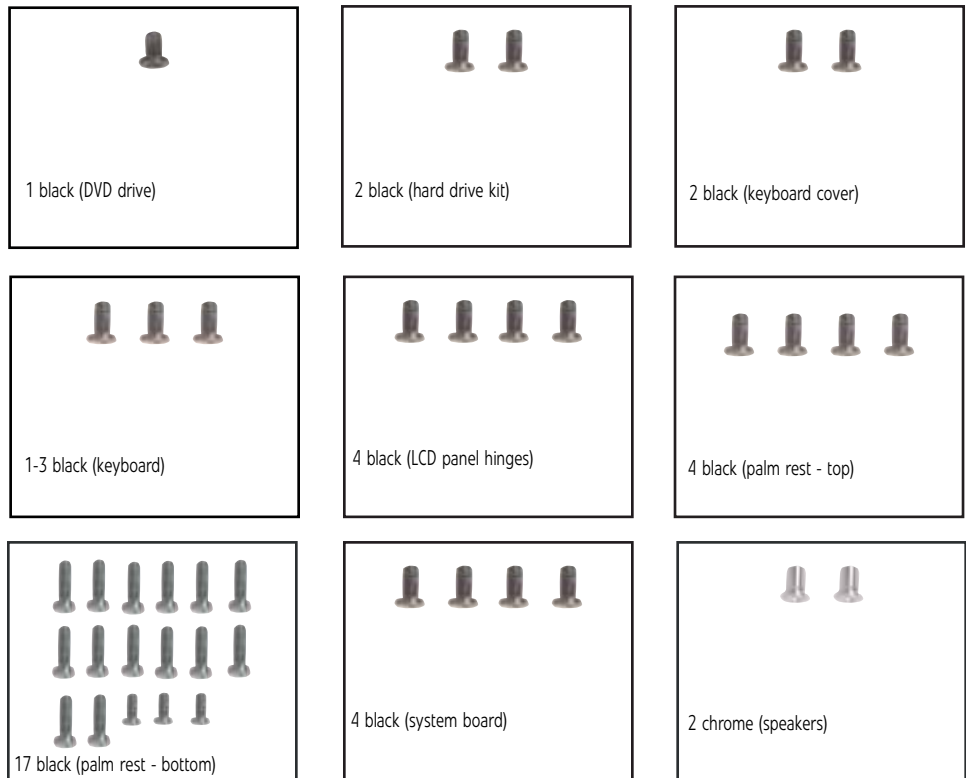 1 black (DVD drive)
2 black (hard drive kit)
2 black (keyboard cover)
1-3 black (keyboard)
4 black (LCD panel hinges)
4 black (palm rest - top)
17 black (palm rest - bottom)
4 black (system board)
2 chrome (speakers)